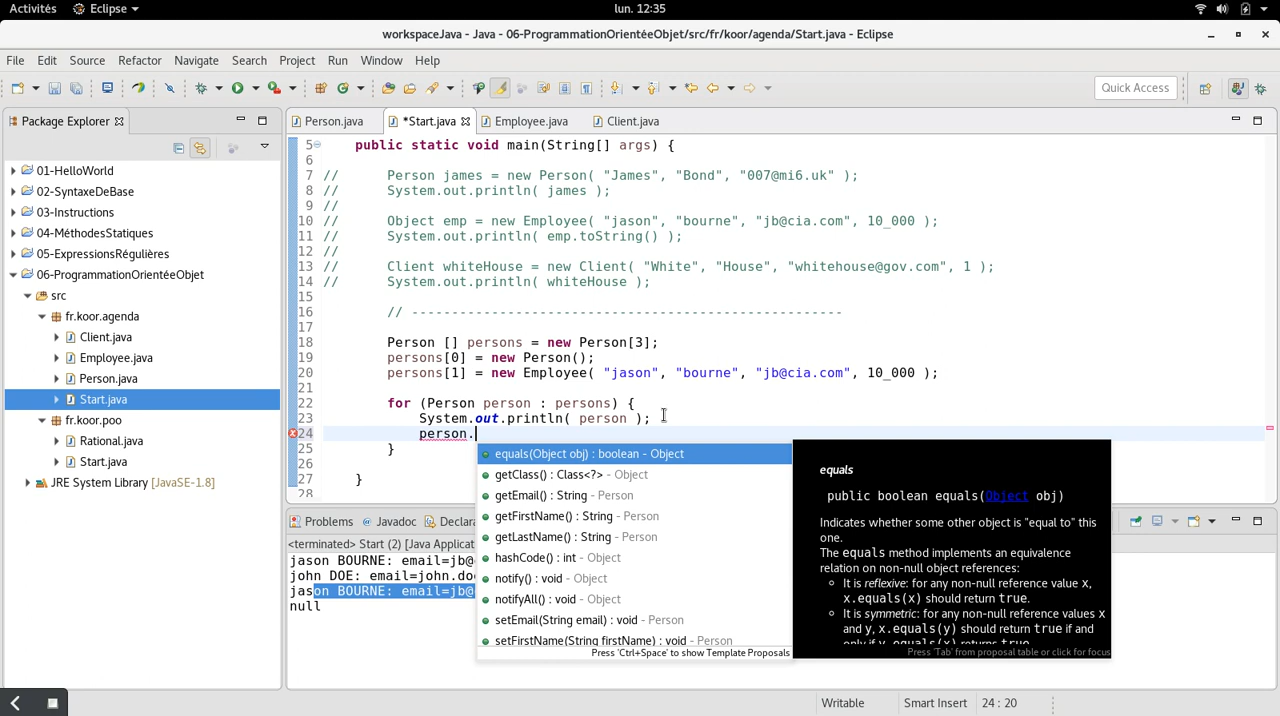 Activités Eclipse lun. 12:35
workspaceJava - Java - 06-ProgrammationOrientéeObjet/src/fr/koor/agenda/Start.java - Eclipse
File Edit Source Refactor Navigate Search Project Run Window Help
Quick Access
Package Explorer
01-HelloWorld
02-SyntaxeDeBase
03-Instructions
04-MéthodesStatiques
05-ExpressionsRégulières
06-ProgrammationOrientéeObjet
src
fr.koor.agenda
Client.java
Employee.java
Person.java
Start.java
fr.koor.poo
Rational.java
Start.java
JRE System Library [JavaSE-1.8]
Person.java *Start.java Employee.java Client.java
5 public static void main(String[] args) {
6
7 // Person james = new Person( "James", "Bond", "007@mi6.uk" );
8 // System.out.println( james );
9 //
10 // Object emp = new Employee( "jason", "bourne", "jb@cia.com", 10_000 );
11 // System.out.println( emp.toString() );
12 //
13 // Client whiteHouse = new Client( "White", "House", "whitehouse@gov.com", 1 );
14 // System.out.println( whiteHouse );
15
16 // ------------------------------------------------------
17
18 Person [] persons = new Person[3];
19 persons[0] = new Person();
20 persons[1] = new Employee( "jason", "bourne", "jb@cia.com", 10_000 );
21
22 for (Person person : persons) {
23 System.out.println( person );
24 person.
25 }
26
27 }
28
equals(Object obj) : boolean - Object
getClass() : Class<?> - Object
getEmail() : String - Person
getFirstName() : String - Person
getLastName() : String - Person
hashCode() : int - Object
notify() : void - Object
notifyAll() : void - Object
setEmail(String email) : void - Person
setFirstName(String firstName) : void - Person
Press 'Ctrl+Space' to show Template Proposals
equals
public boolean equals(Object obj)
Indicates whether some other object is "equal to" this
one.
The equals method implements an equivalence
relation on non-null object references:
It is reflexive: for any non-null reference value x,
x.equals(x) should return true.
It is symmetric: for any non-null reference values x
and y, x.equals(y) should return true if and
only if y.equals(x) returns true
Press 'Tab' from proposal table or click for focus
Problems @ Javadoc Declara
<terminated> Start (2) [Java Applicat
jason BOURNE: email=jb@
john DOE: email=john.do
jason BOURNE: email=jb@
null
Writable Smart Insert 24 : 20